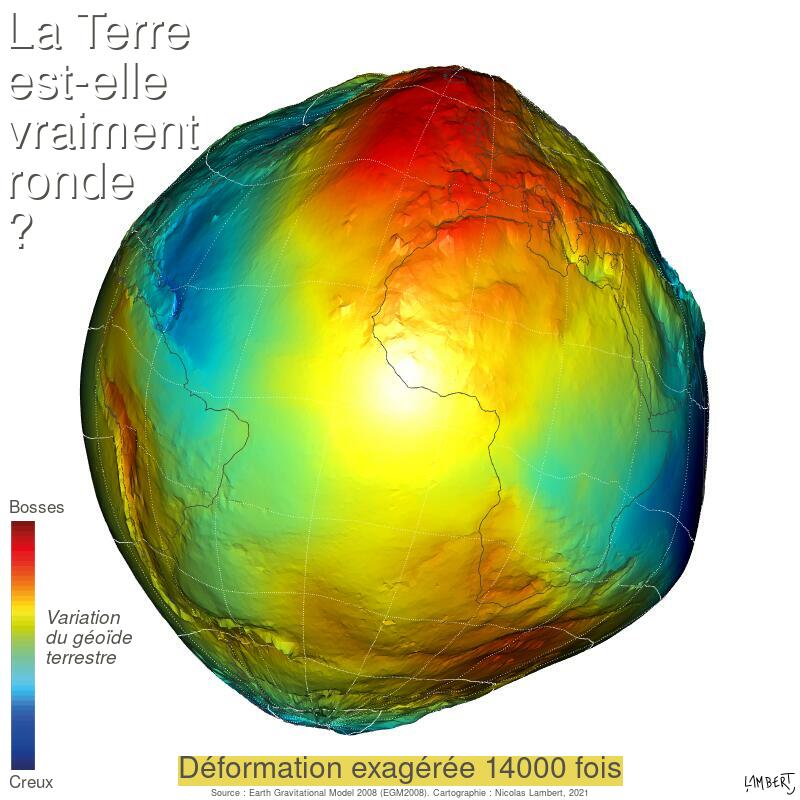 La Terre
est-elle
vraiment
ronde
?
Bosses
Variation
du géoïde
terrestre
Creux
Déformation exagérée 14000 fois
Source : Earth Gravitational Model 2008 (EGM2008). Cartographie : Nicolas Lambert, 2021
LAMBERT